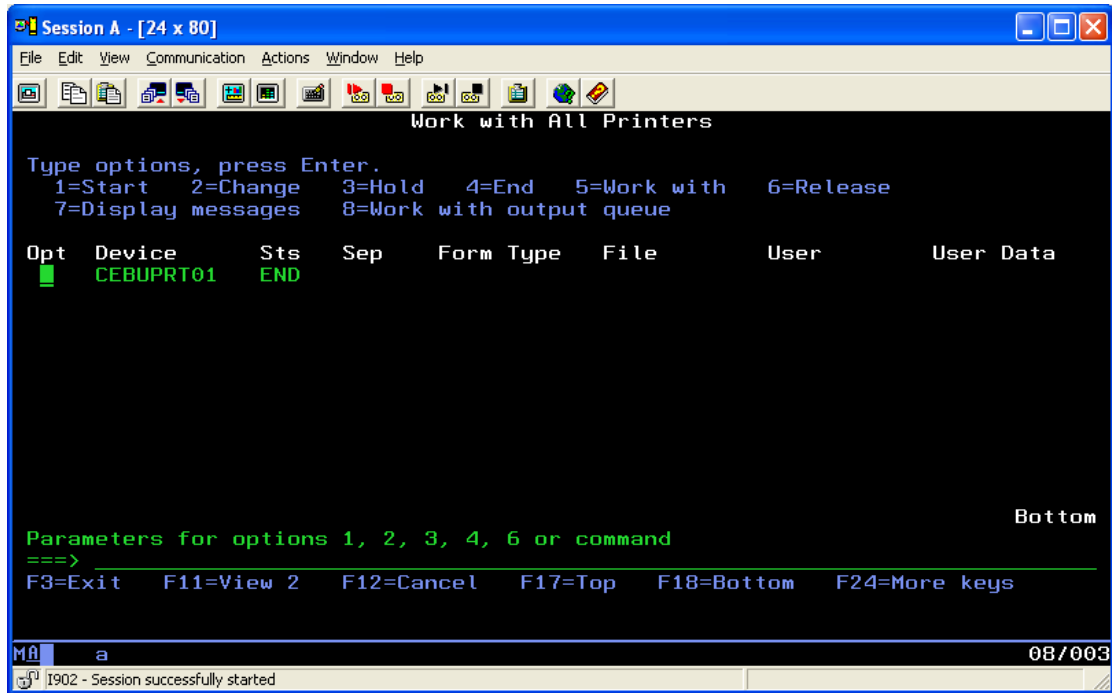 Session A - [24 x 80]
File Edit View Communication Actions Window Help
Work with All Printers
Type options, press Enter.
1=Start 2=Change 3=Hold 4=End 5=Work with 6=Release
7=Display messages 8=Work with output queue
Opt Device Sts Sep Form Type File User User Data
CEBUPRT01 END
Bottom
Parameters for options 1, 2, 3, 4, 6 or command
===>
F3=Exit F11=View 2 F12=Cancel F17=Top F18=Bottom F24=More keys
MA a 08/003
I902 - Session successfully started